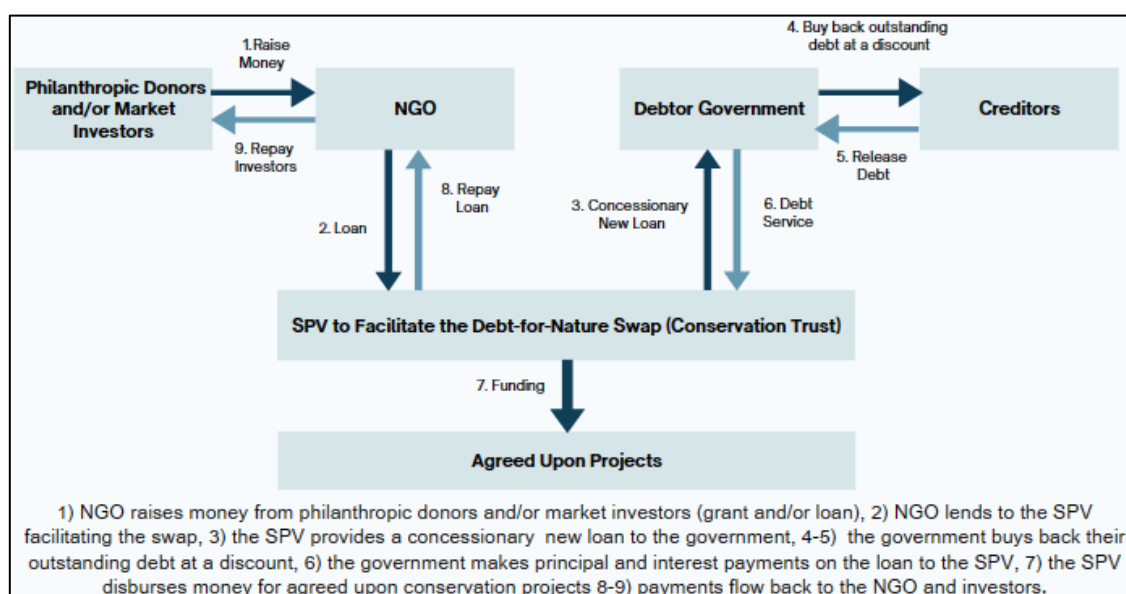 4. Buy back outstanding
debt at a discount
1.Raise
Money
Philanthropic Donors
and/or Market
Investors
NGO
Debtor Government
Creditors
9. Repay
Investors
5. Release
Debt
8. Repay
Loan
2. Loan
3. Concessionary
New Loan
6. Debt
Service
SPV to Facilitate the Debt-for-Nature Swap (Conservation Trust)
7. Funding
Agreed Upon Projects
1) NGO raises money from philanthropic donors and/or market investors (grant and/or loan), 2) NGO lends to the SPV
facilitating the swap, 3) the SPV provides a concessionary new loan to the government, 4-5) the government buys back their
outstanding debt at a discount, 6) the government makes principal and interest payments on the loan to the SPV, 7) the SPV
disburses money for agreed upon conservation projects 8-9) payments flow back to the NGO and investors.